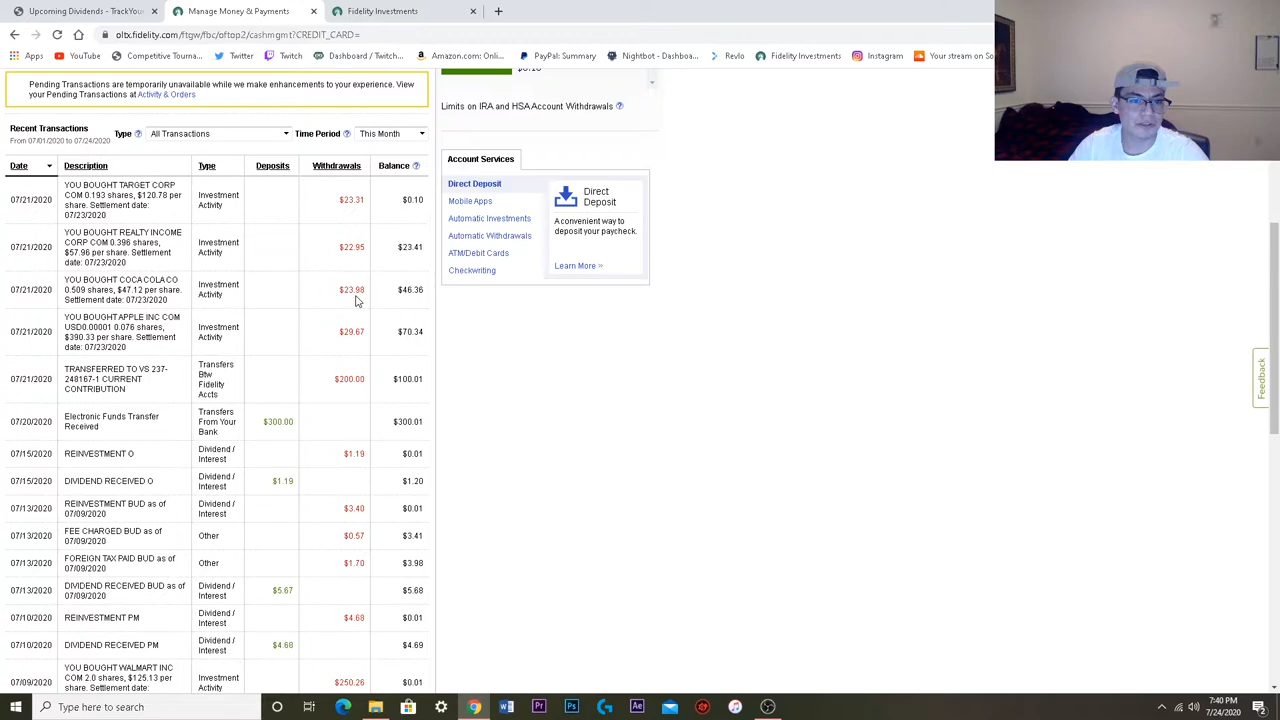 Upcoming Dividends - TrackYou
Manage Money & Payments
Fidelity Investments
oltx.fidelity.com/ftgw/fbc/oftop2/cashmgmt?CREDIT_CARD=
Apps YouTube Competitive Tourna... Twitter Twitch Dashboard / Twitch... Amazon.com: Onli... PayPal: Summary Nightbot - Dashboa... Revlo Fidelity Investments Instagram Your stream on So
Pending Transactions are temporarily unavailable while we make enhancements to your experience. View
your Pending Transactions at Activity & Orders
Limits on IRA and HSA Account Withdrawals ?
Recent Transactions
From 07/01/2020 to 07/24/2020
Type ? All Transactions Time Period ? This Month
Date Description Type Deposits Withdrawals Balance ?
YOU BOUGHT TARGET CORP
COM 0.193 shares, $120.78 per
share. Settlement date:
07/23/2020
07/21/2020 Investment Activity $23.31 $0.10
YOU BOUGHT REALTY INCOME
CORP COM 0.396 shares,
$57.96 per share. Settlement
date: 07/23/2020
07/21/2020 Investment Activity $22.95 $23.41
YOU BOUGHT COCA COLA CO
0.509 shares, $47.12 per share.
Settlement date: 07/23/2020
07/21/2020 Investment Activity $23.98 $46.36
YOU BOUGHT APPLE INC COM
USD0.00001 0.076 shares,
$390.33 per share. Settlement
date: 07/23/2020
07/21/2020 Investment Activity $29.67 $70.34
TRANSFERRED TO VS 237-
248167-1 CURRENT
CONTRIBUTION
07/21/2020 Transfers Btw Fidelity Accts $200.00 $100.01
Electronic Funds Transfer
Received
07/20/2020 Transfers From Your Bank $300.00 $300.01
07/15/2020 REINVESTMENT O Dividend / Interest $1.19 $0.01
07/15/2020 DIVIDEND RECEIVED O Dividend / Interest $1.19 $1.20
REINVESTMENT BUD as of
07/09/2020
07/13/2020 Dividend / Interest $3.40 $0.01
FEE CHARGED BUD as of
07/09/2020
07/13/2020 Other $0.57 $3.41
FOREIGN TAX PAID BUD as of
07/09/2020
07/13/2020 Other $1.70 $3.98
DIVIDEND RECEIVED BUD as of
07/09/2020
07/13/2020 Dividend / Interest $5.67 $5.68
07/10/2020 REINVESTMENT PM Dividend / Interest $4.68 $0.01
07/10/2020 DIVIDEND RECEIVED PM Dividend / Interest $4.68 $4.69
YOU BOUGHT WALMART INC
COM 2.0 shares, $125.13 per
share. Settlement date:
07/09/2020 Investment Activity $250.26 $0.01
Account Services
Direct Deposit
Mobile Apps
Automatic Investments
Automatic Withdrawals
ATM/Debit Cards
Checkwriting
Direct
Deposit
A convenient way to
deposit your paycheck.
Learn More »
Feedback
Type here to search
7:40 PM
7/24/2020